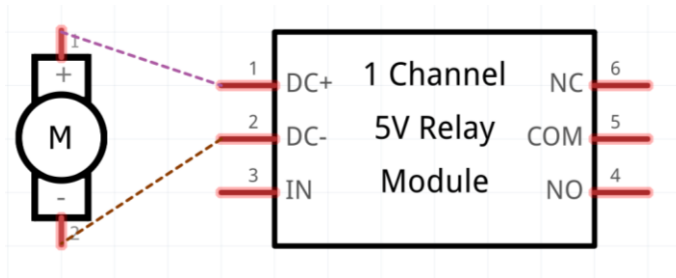 1
+
M
-
2
1 DC+
2 DC-
3 IN
1 Channel
5V Relay
Module
NC 6
COM 5
NO 4